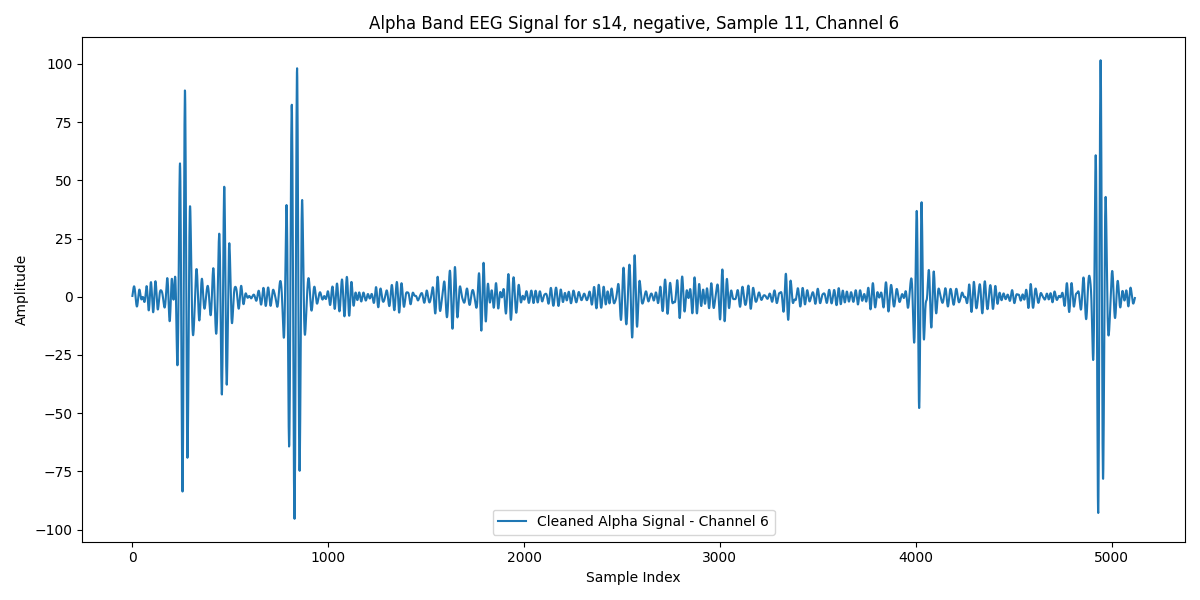 Alpha Band EEG Signal for s14, negative, Sample 11, Channel 6
100
75
50
25
0
−25
−50
−75
−100
Amplitude
Cleaned Alpha Signal - Channel 6
0 1000 2000 3000 4000 5000
Sample Index